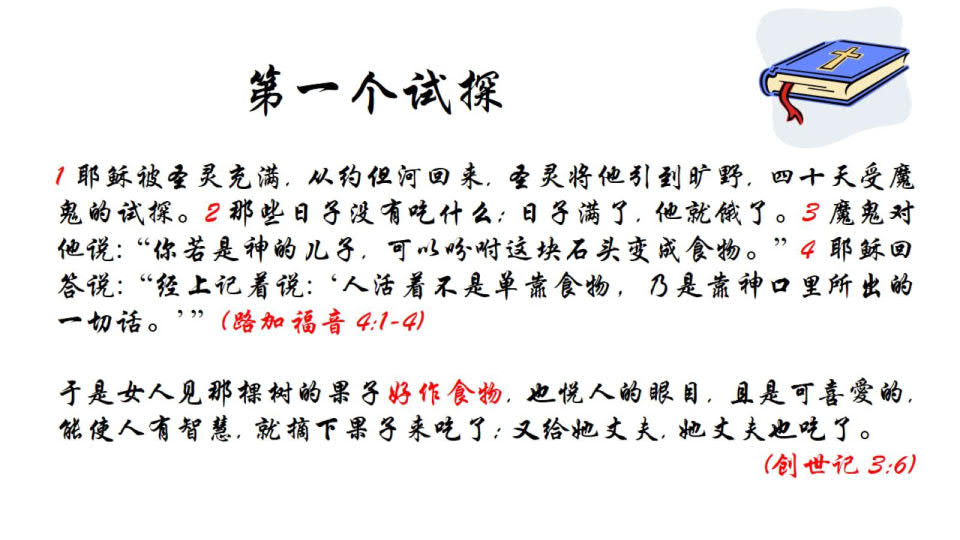 第一个试探
1 耶稣被圣灵充满, 从约但河回来, 圣灵将他引到旷野, 四十天受魔
鬼的试探。2 那些日子没有吃什么; 日子满了, 他就饿了。3 魔鬼对
他说: “你若是神的儿子, 可以吩咐这块石头变成食物。” 4 耶稣回
答说: “经上记着说: ‘人活着不是单靠食物, 乃是靠神口里所出的
一切话。’” (路加福音 4:1-4)
于是女人见那棵树的果子好作食物, 也悦人的眼目, 且是可喜愛的,
能使人有智慧, 就摘下果子来吃了; 又给她丈夫, 她丈夫也吃了。
(创世记 3:6)